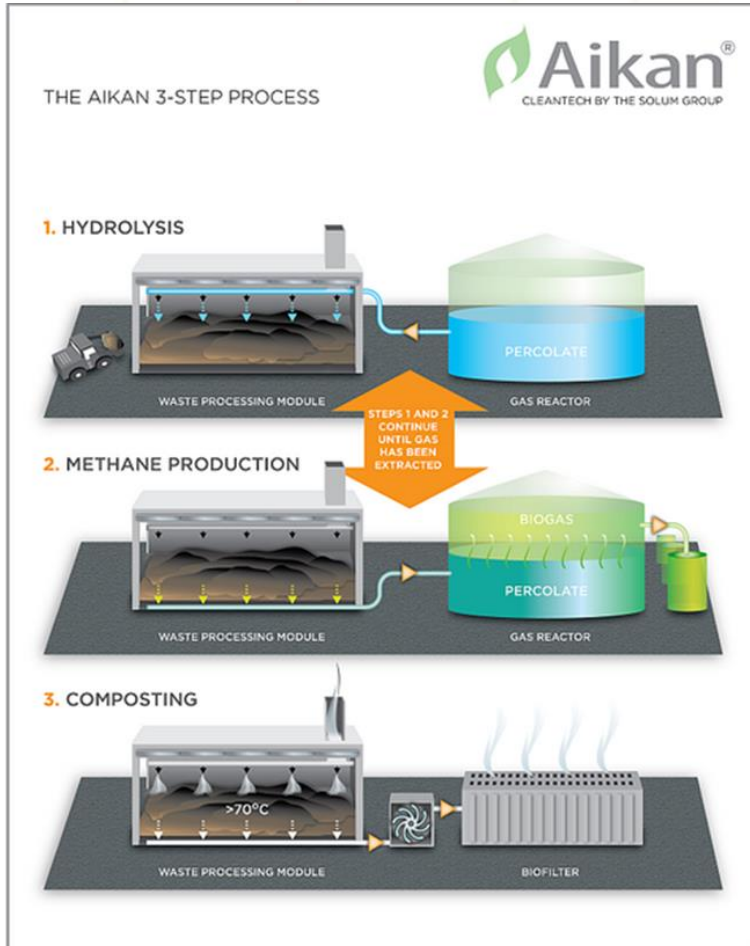 THE AIKAN 3-STEP PROCESS
Aikan®
CLEANTECH BY THE SOLUM GROUP
1. HYDROLYSIS
PERCOLATE
WASTE PROCESSING MODULE
GAS REACTOR
STEPS 1 AND 2
CONTINUE
UNTIL GAS
HAS BEEN
EXTRACTED
2. METHANE PRODUCTION
BIOGAS
PERCOLATE
WASTE PROCESSING MODULE
GAS REACTOR
3. COMPOSTING
>70°C
WASTE PROCESSING MODULE
BIOFILTER